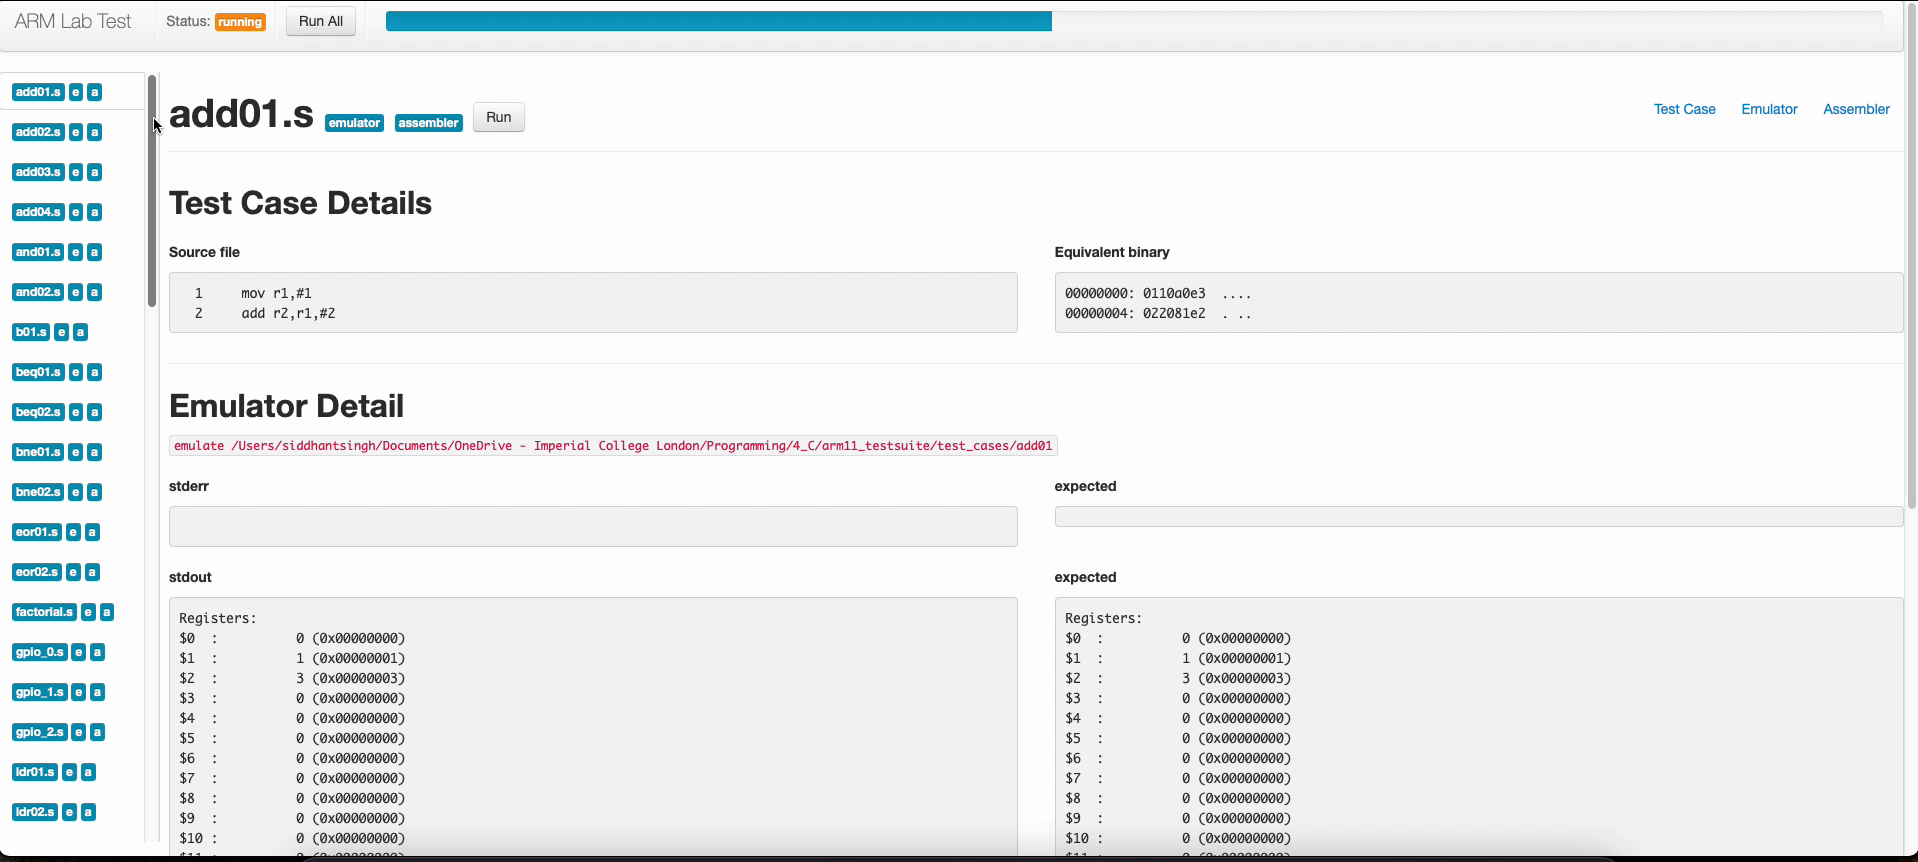 ARM Lab Test Status: running Run All
add01.s e a
add02.s e a
add03.s e a
add04.s e a
and01.s e a
and02.s e a
b01.s e a
beq01.s e a
beq02.s e a
bne01.s e a
bne02.s e a
eor01.s e a
eor02.s e a
factorial.s e a
gpio_0.s e a
gpio_1.s e a
gpio_2.s e a
ldr01.s e a
ldr02.s e a
add01.s emulator assembler Run
Test Case Emulator Assembler
Test Case Details
Source file
1 mov r1,#1
2 add r2,r1,#2
Equivalent binary
00000000: 0110a0e3 ....
00000004: 022081e2 . ..
Emulator Detail
emulate /Users/siddhantsingh/Documents/OneDrive - Imperial College London/Programming/4_C/arm11_testsuite/test_cases/add01
stderr
expected
stdout
Registers:
$0 : 0 (0x00000000)
$1 : 1 (0x00000001)
$2 : 3 (0x00000003)
$3 : 0 (0x00000000)
$4 : 0 (0x00000000)
$5 : 0 (0x00000000)
$6 : 0 (0x00000000)
$7 : 0 (0x00000000)
$8 : 0 (0x00000000)
$9 : 0 (0x00000000)
$10 : 0 (0x00000000)
expected
Registers:
$0 : 0 (0x00000000)
$1 : 1 (0x00000001)
$2 : 3 (0x00000003)
$3 : 0 (0x00000000)
$4 : 0 (0x00000000)
$5 : 0 (0x00000000)
$6 : 0 (0x00000000)
$7 : 0 (0x00000000)
$8 : 0 (0x00000000)
$9 : 0 (0x00000000)
$10 : 0 (0x00000000)